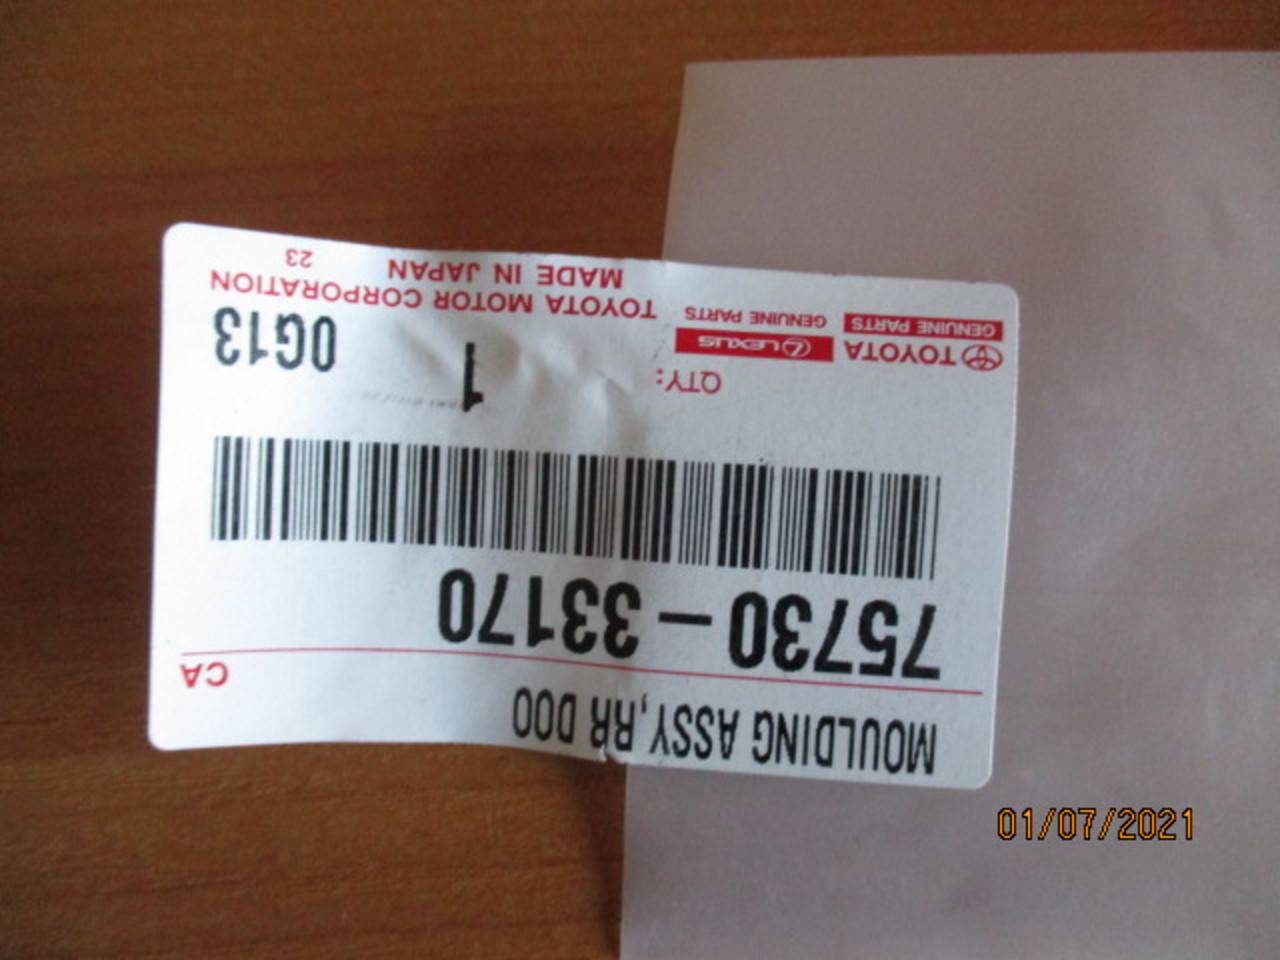 MOULDING ASSY,RR DOO
CA
75730-33170
QTY:
1
0G13
TOYOTA
LEXUS
GENUINE PARTS
GENUINE PARTS
TOYOTA MOTOR CORPORATION
MADE IN JAPAN
23
01/07/2021